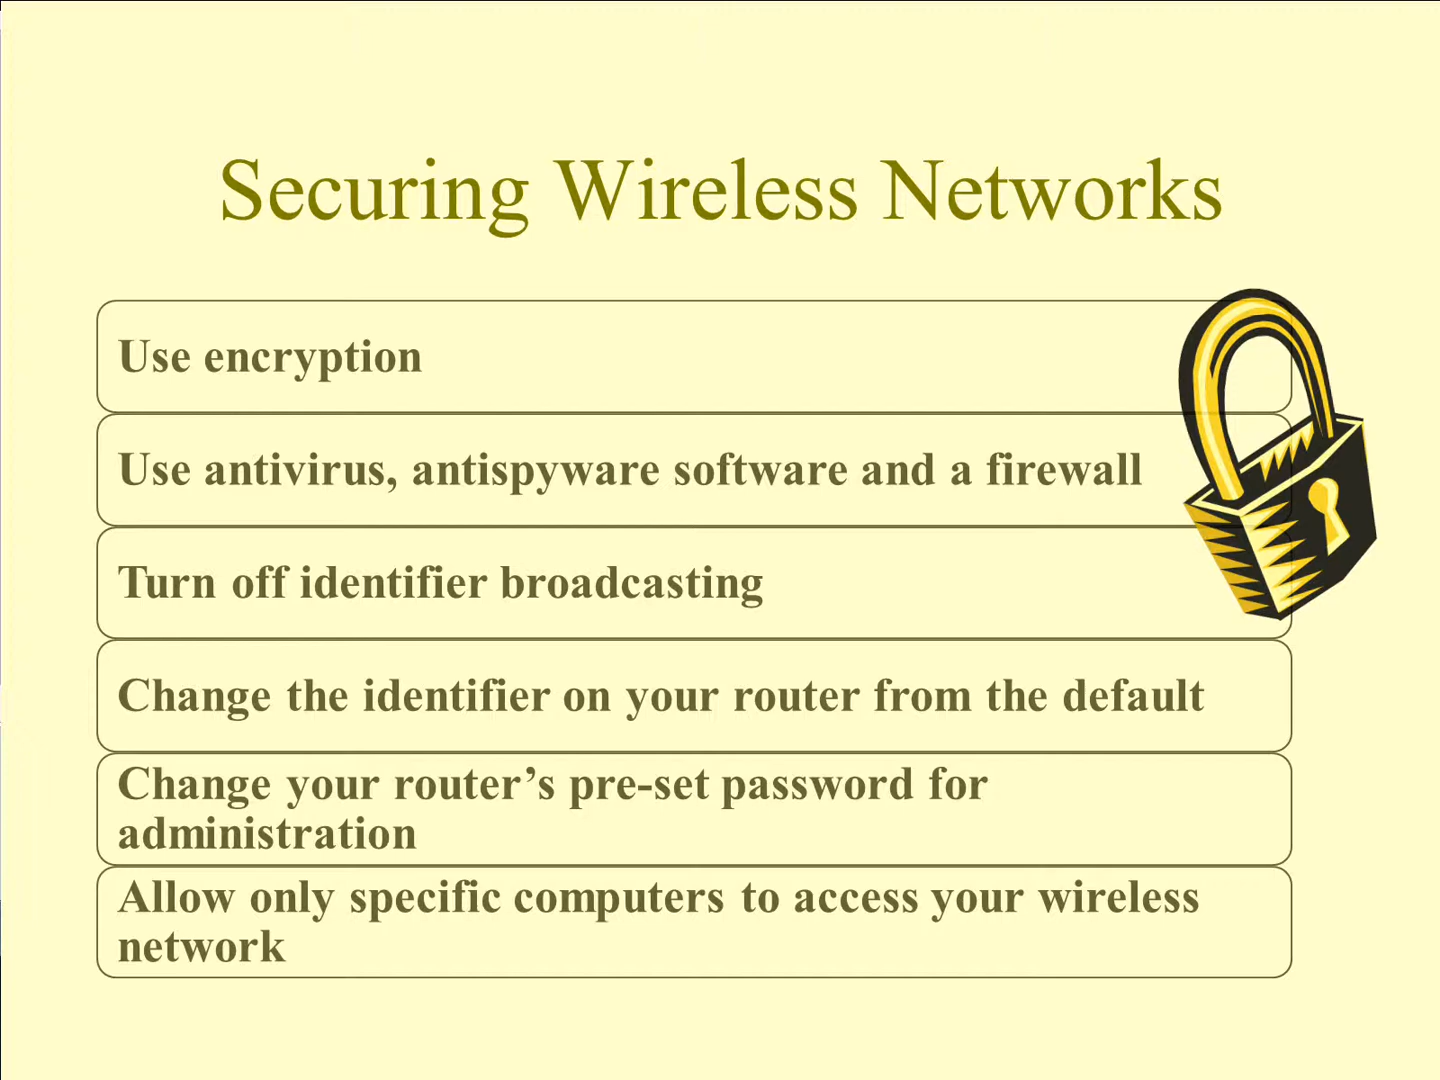 Securing Wireless Networks
Use encryption
Use antivirus, antispyware software and a firewall
Turn off identifier broadcasting
Change the identifier on your router from the default
Change your router’s pre-set password for
administration
Allow only specific computers to access your wireless
network